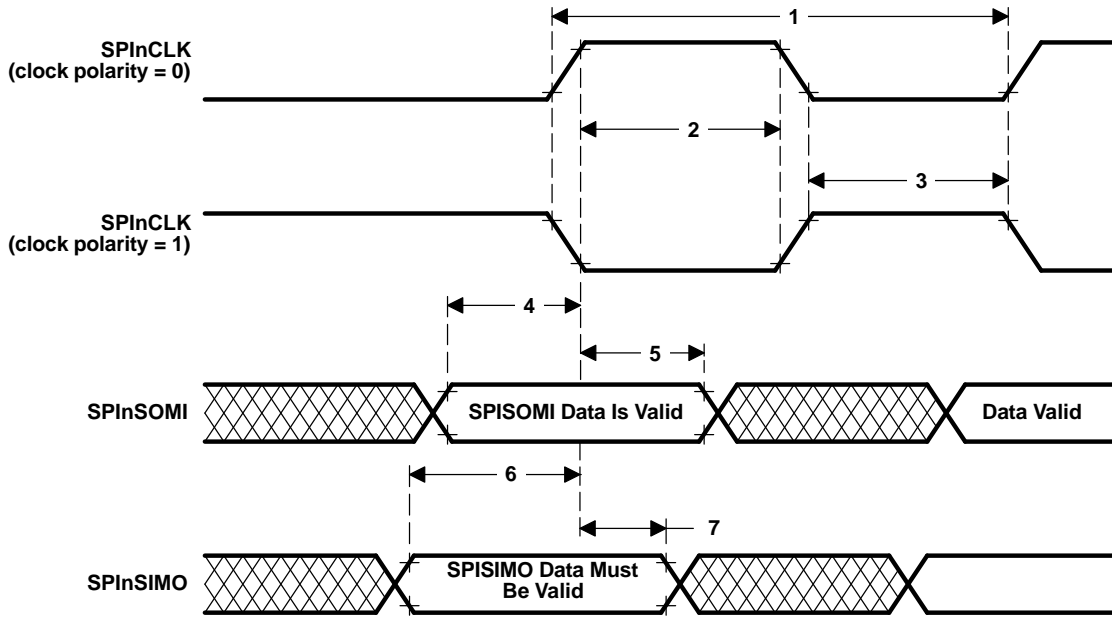 1
SPInCLK
(clock polarity = 0)
2
3
SPInCLK
(clock polarity = 1)
4
5
SPInSOMI
SPISOMI Data Is Valid
Data Valid
6
7
SPInSIMO
SPISIMO Data Must
Be Valid